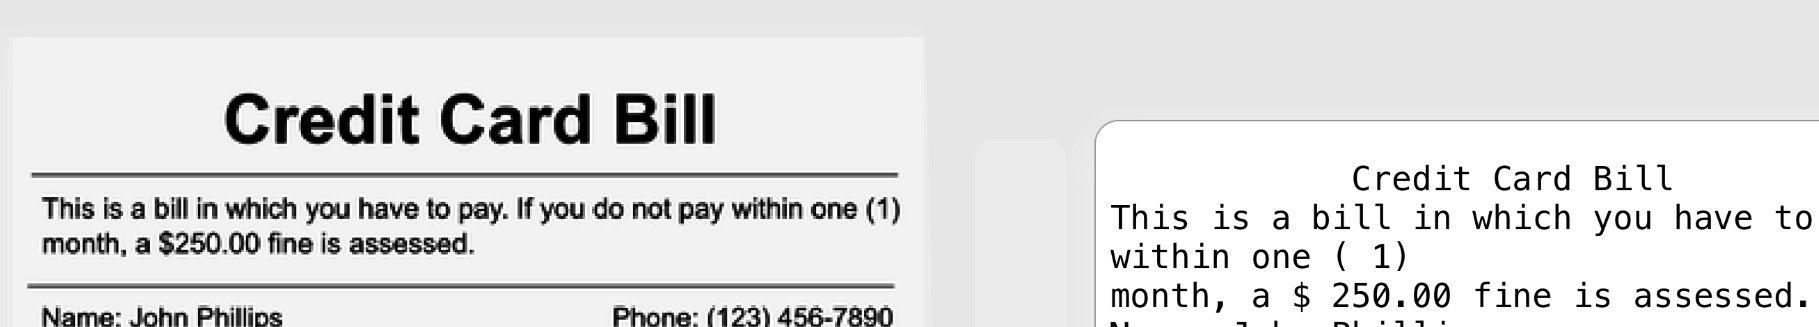 Credit Card Bill
This is a bill in which you have to pay. If you do not pay within one (1)
month, a $250.00 fine is assessed.
Name: John Phillips Phone: (123) 456-7890
Credit Card Bill
This is a bill in which you have to
within one ( 1)
month, a $ 250.00 fine is assessed.